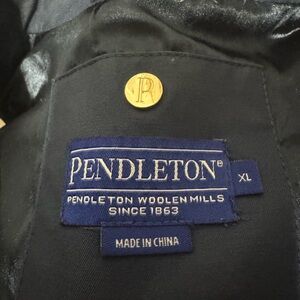 P
PENDLETON®
XL
PENDLETON WOOLEN MILLS
SINCE 1863
MADE IN CHINA